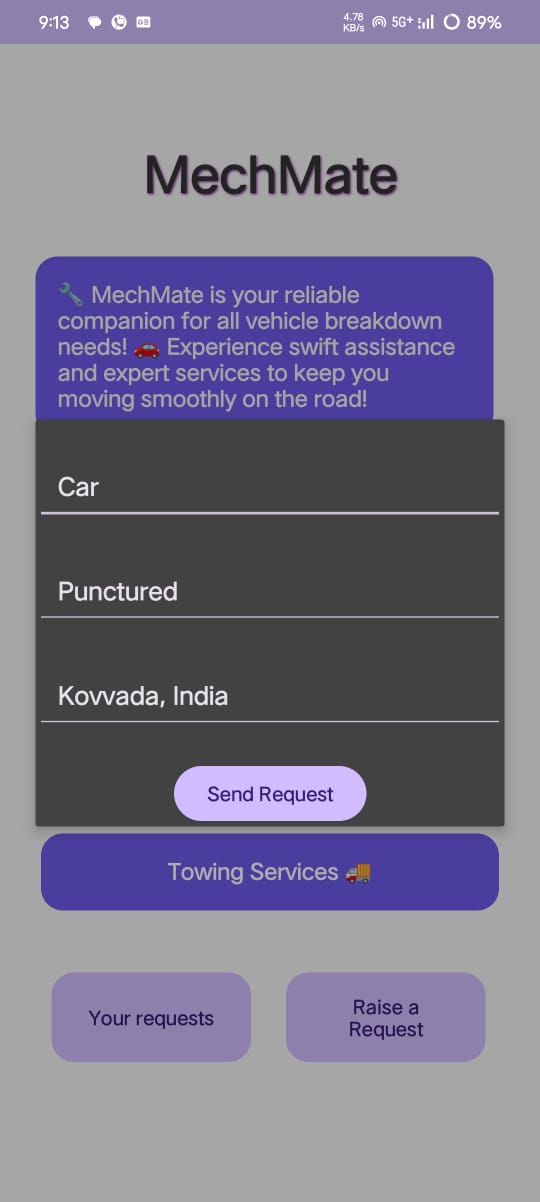 9:13
4.78
KB/s
5G+
89%
MechMate
🔧 MechMate is your reliable
companion for all vehicle breakdown
needs! 🚗 Experience swift assistance
and expert services to keep you
moving smoothly on the road!
Car
Punctured
Kovvada, India
Send Request
Towing Services 🚚
Your requests
Raise a
Request